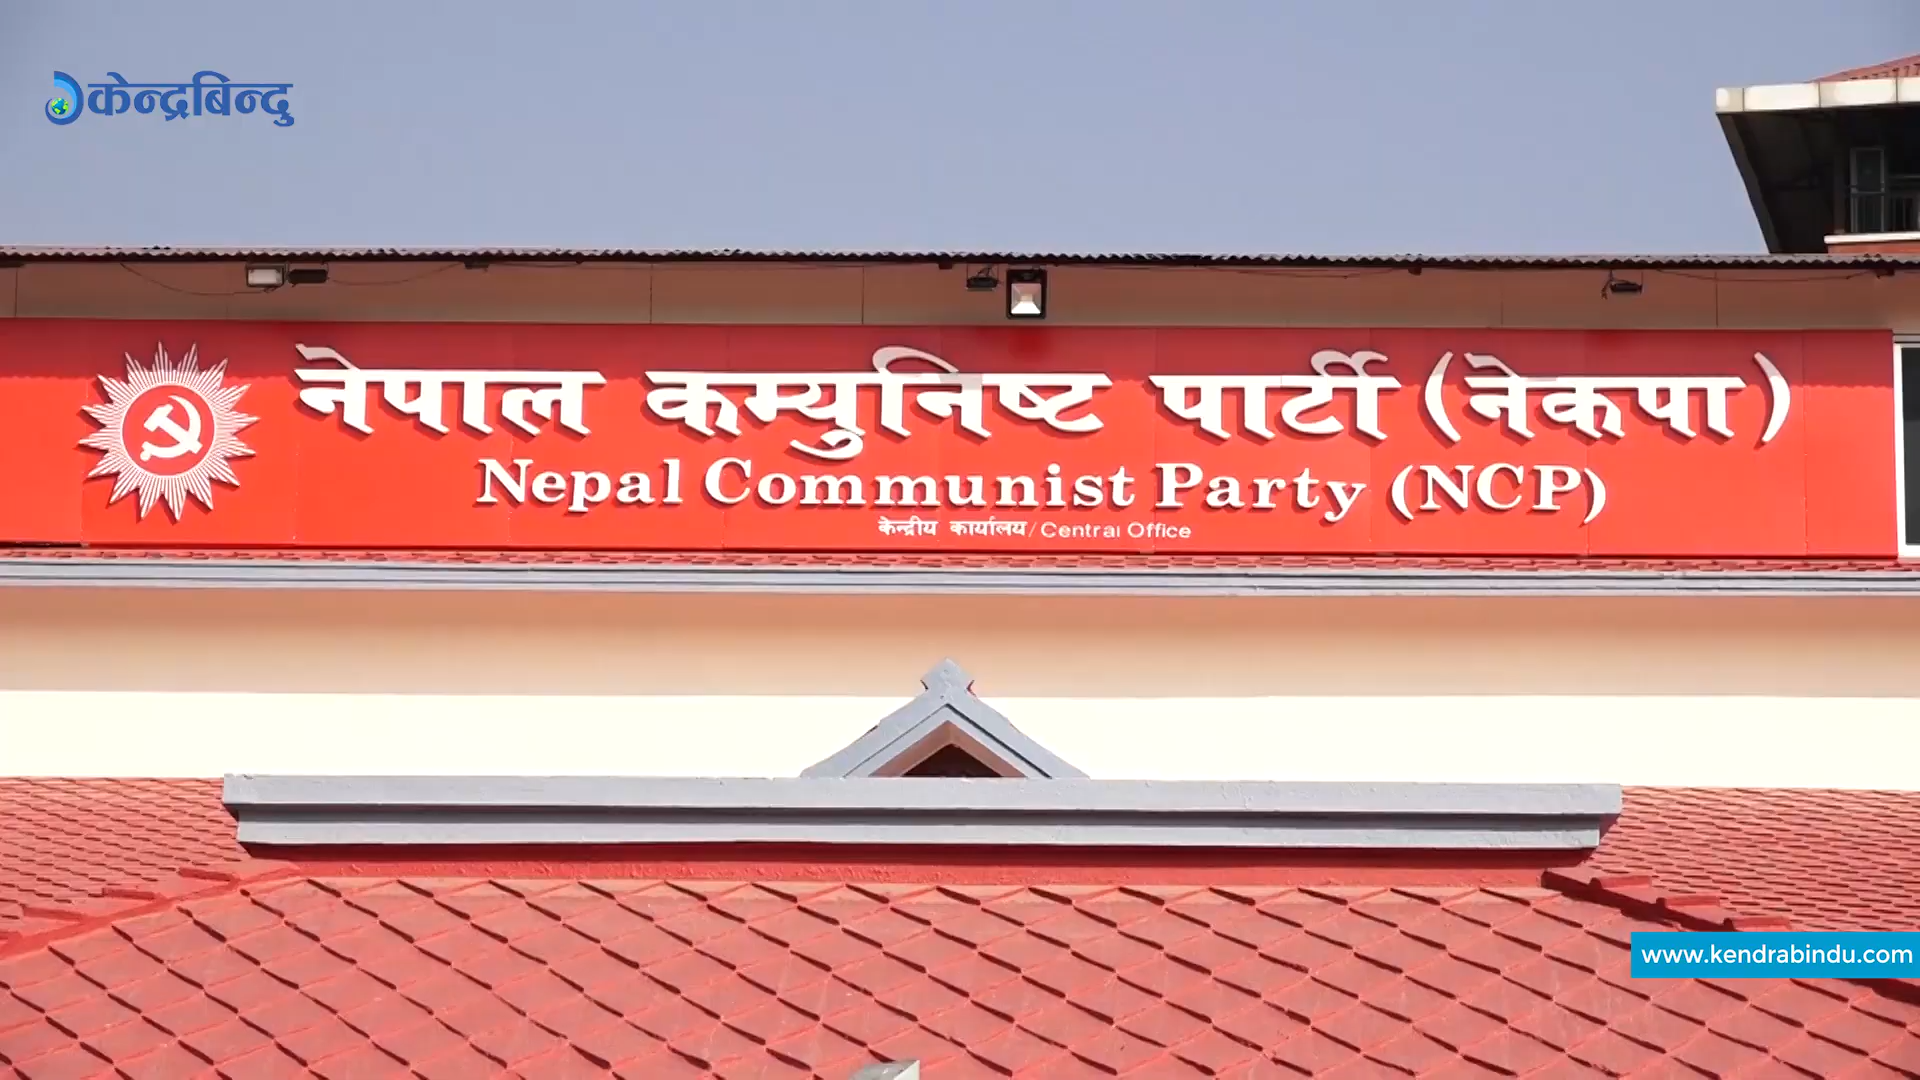 केन्द्रबिन्दु
नेपाल कम्युनिष्ट पार्टी (नेकपा)
Nepal Communist Party (NCP)
केन्द्रीय कार्यालय/Central Office
www.kendrabindu.com